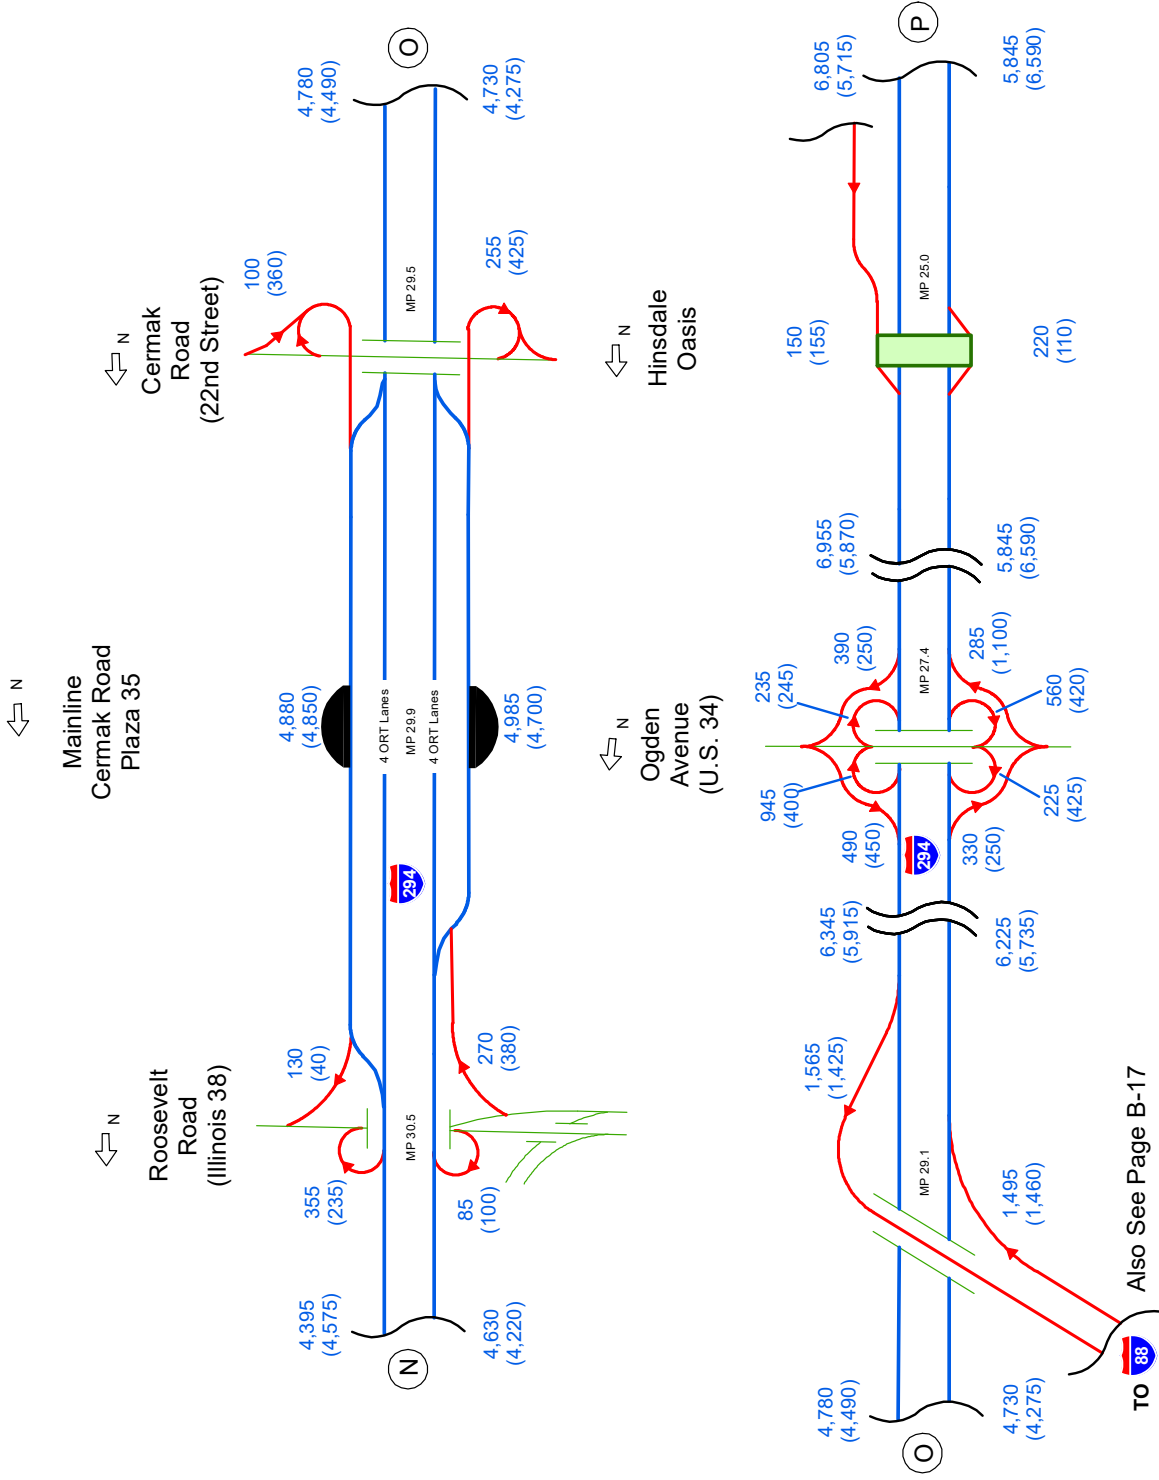 N
Mainline
Cermak Road
Plaza 35
N
Roosevelt
Road
(Illinois 38)
N
Cermak
Road
(22nd Street)
4,395
(4,575)
355
(235)
130
(40)
4,880
(4,850)
100
(360)
4,780
(4,490)
N
MP 30.5
294
4 ORT Lanes
MP 29.9
4 ORT Lanes
MP 29.5
O
4,630
(4,220)
85
(100)
270
(380)
4,985
(4,700)
255
(425)
4,730
(4,275)
N
Ogden
Avenue
(U.S. 34)
N
Hinsdale
Oasis
4,780
(4,490)
1,565
(1,425)
6,345
(5,915)
490
(450)
945
(400)
235
(245)
390
(250)
6,955
(5,870)
150
(155)
6,805
(5,715)
O
MP 29.1
294
MP 27.4
MP 25.0
P
4,730
(4,275)
1,495
(1,460)
6,225
(5,735)
330
(250)
225
(425)
560
(420)
285
(1,100)
5,845
(6,590)
220
(110)
5,845
(6,590)
TO 88
Also See Page B-17